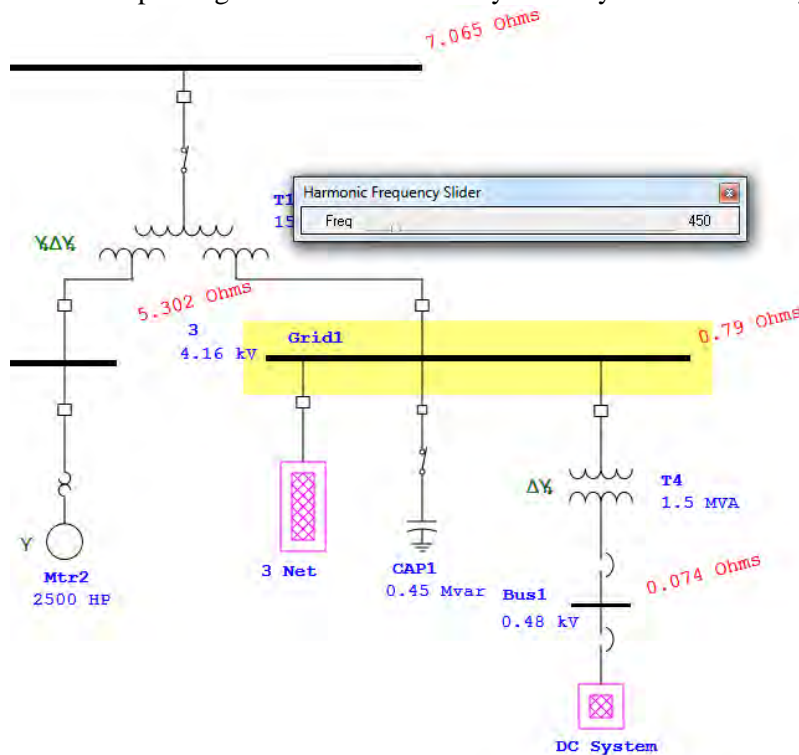 7.065 Ohms
Harmonic Frequency Slider
T1
15
Freq
450
5.302 Ohms
3
4.16 kV
Grid1
0.79 Ohms
T4
1.5 MVA
Y
Mtr2
2500 HP
3 Net
CAP1
0.45 Mvar
Bus1
0.48 kV
0.074 Ohms
DC System